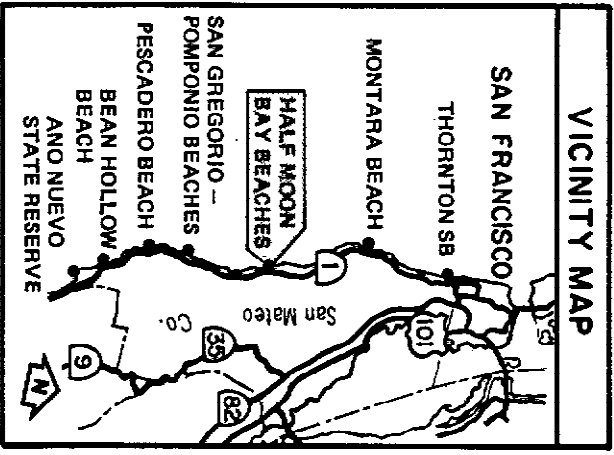 VICINITY MAP
SAN FRANCISCO
THORNTON SB
MONTARA BEACH
HALF MOON
BAY BEACHES
SAN GREGORIO –
POMPONIO BEACHES
PESCADERO BEACH
BEAN HOLLOW
BEACH
ANO NUEVO
STATE RESERVE
1
101
San Mateo
Co.
35
82
9
N